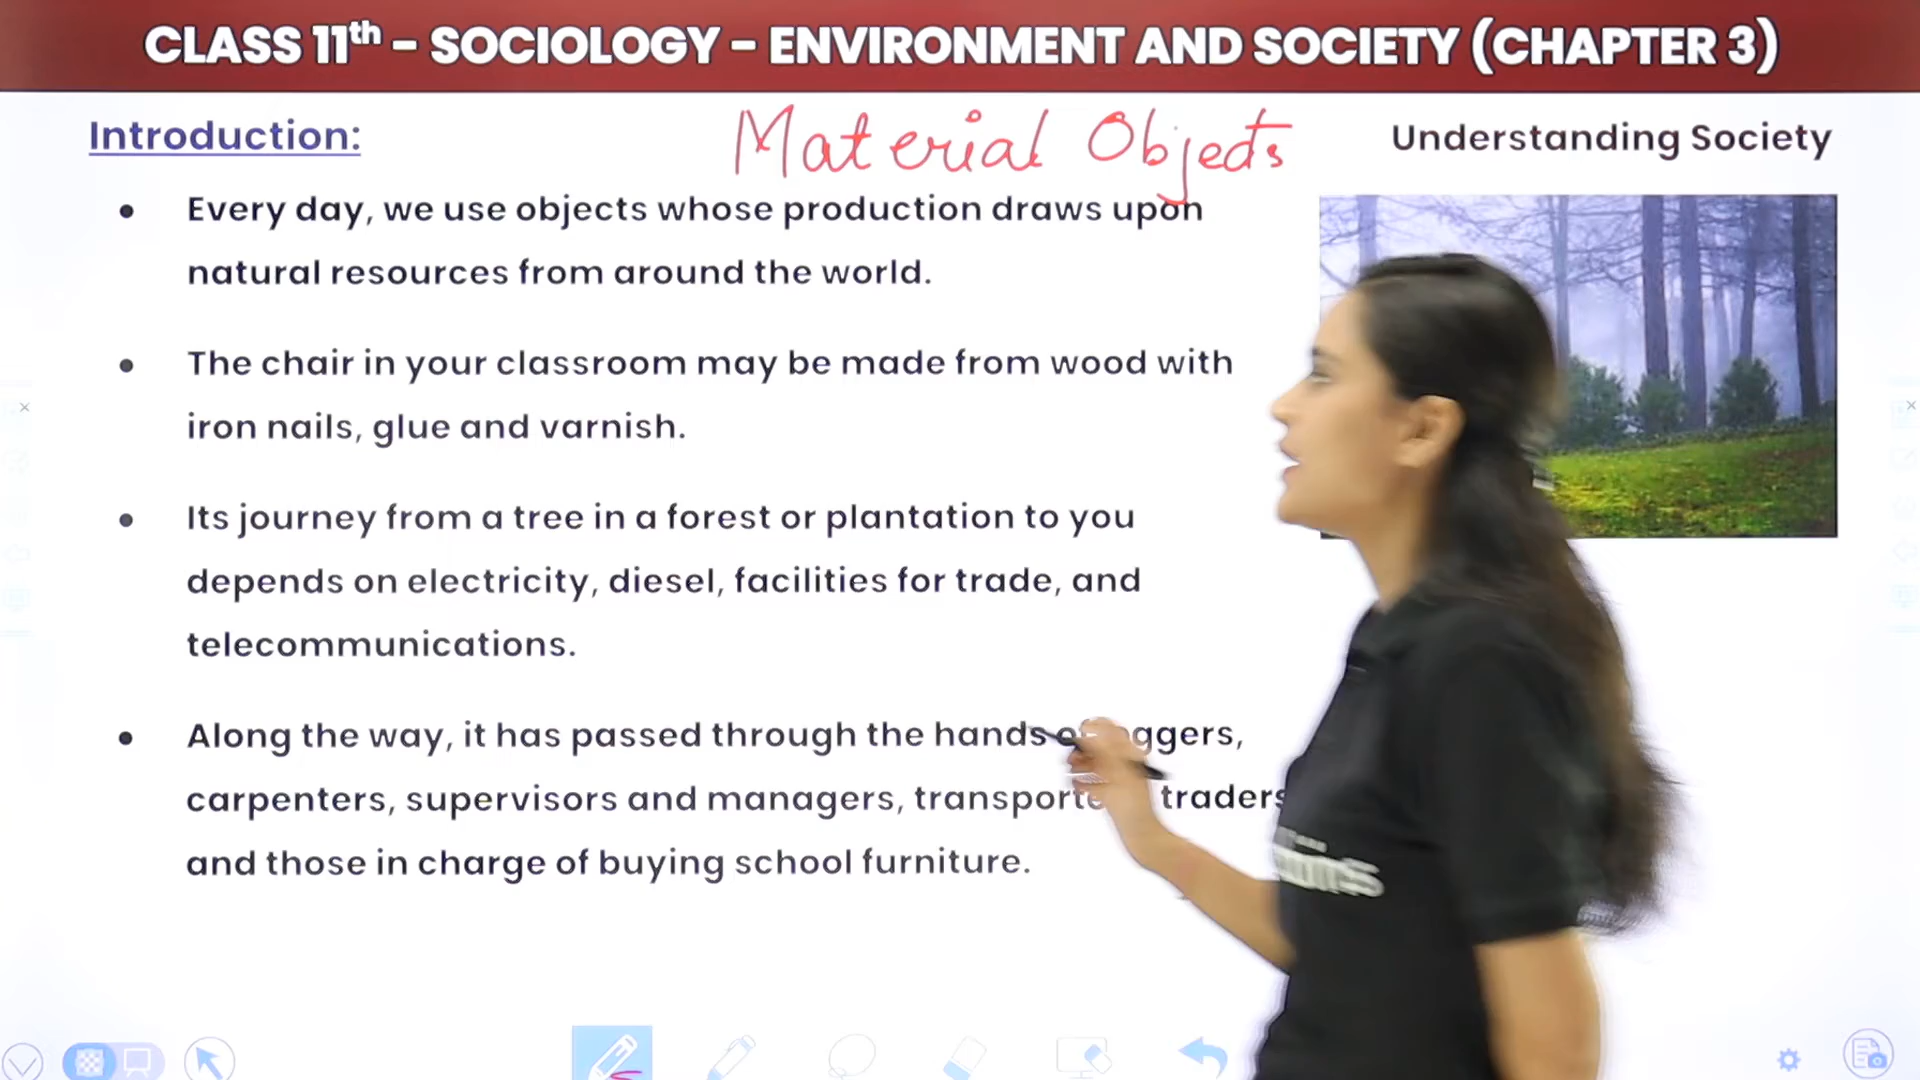 CLASS 11th - SOCIOLOGY - ENVIRONMENT AND SOCIETY (CHAPTER 3)
Introduction:
Material Objects
Understanding Society
• Every day, we use objects whose production draws upon
natural resources from around the world.
• The chair in your classroom may be made from wood with
iron nails, glue and varnish.
• Its journey from a tree in a forest or plantation to you
depends on electricity, diesel, facilities for trade, and
telecommunications.
• Along the way, it has passed through the hands
carpenters, supervisors and managers, traders
and those in charge of buying school furniture.